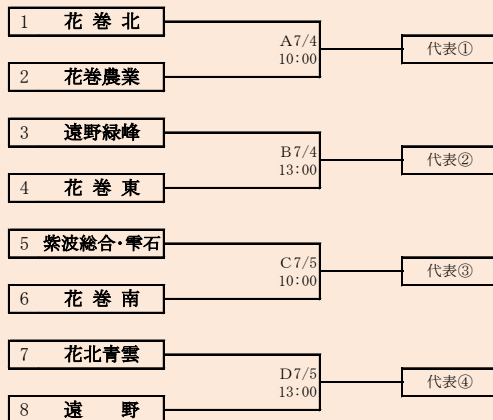 1 花 巻 北
A7/4
10:00
代表①
2 花巻農業
3 遠野緑峰
B7/4
13:00
代表②
4 花 巻 東
5 紫波総合・雫石
C7/5
10:00
代表③
6 花 巻 南
7 花北青雲
D7/5
13:00
代表④
8 遠 野